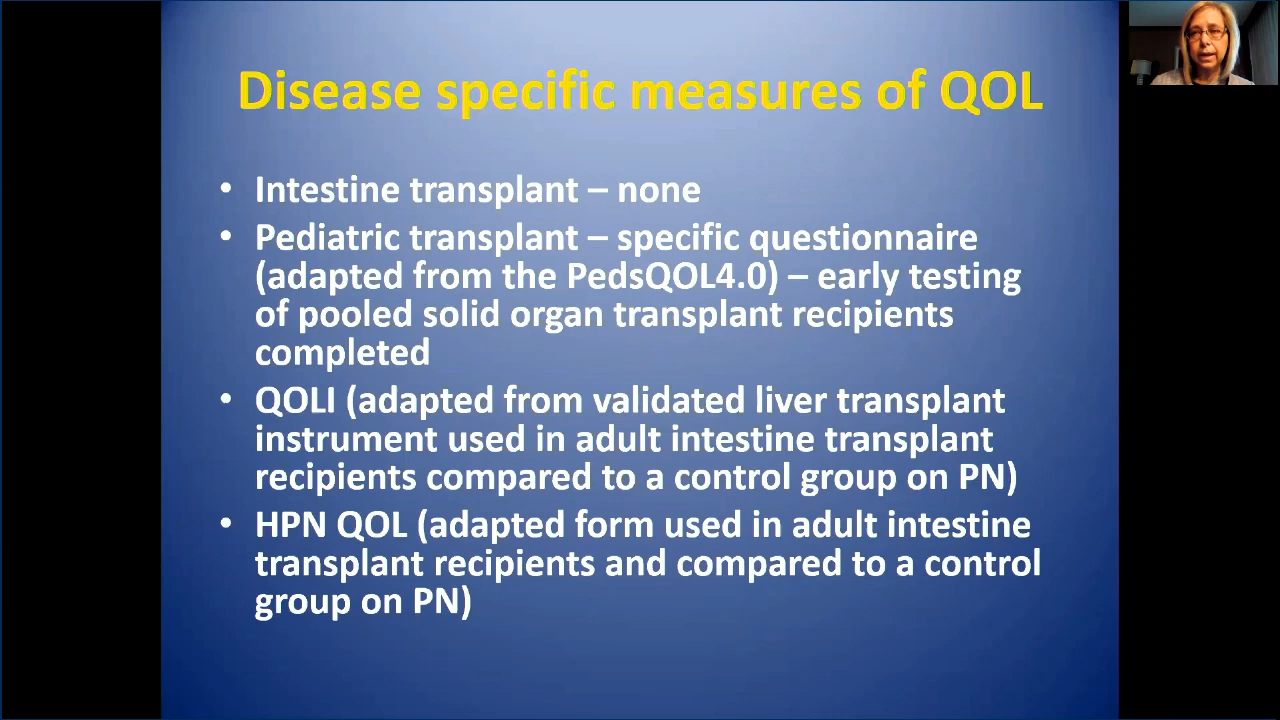 Disease specific measures of QOL
• Intestine transplant – none
• Pediatric transplant – specific questionnaire
(adapted from the PedsQOL4.0) – early testing
of pooled solid organ transplant recipients
completed
• QOLI (adapted from validated liver transplant
instrument used in adult intestine transplant
recipients compared to a control group on PN)
• HPN QOL (adapted form used in adult intestine
transplant recipients and compared to a control
group on PN)